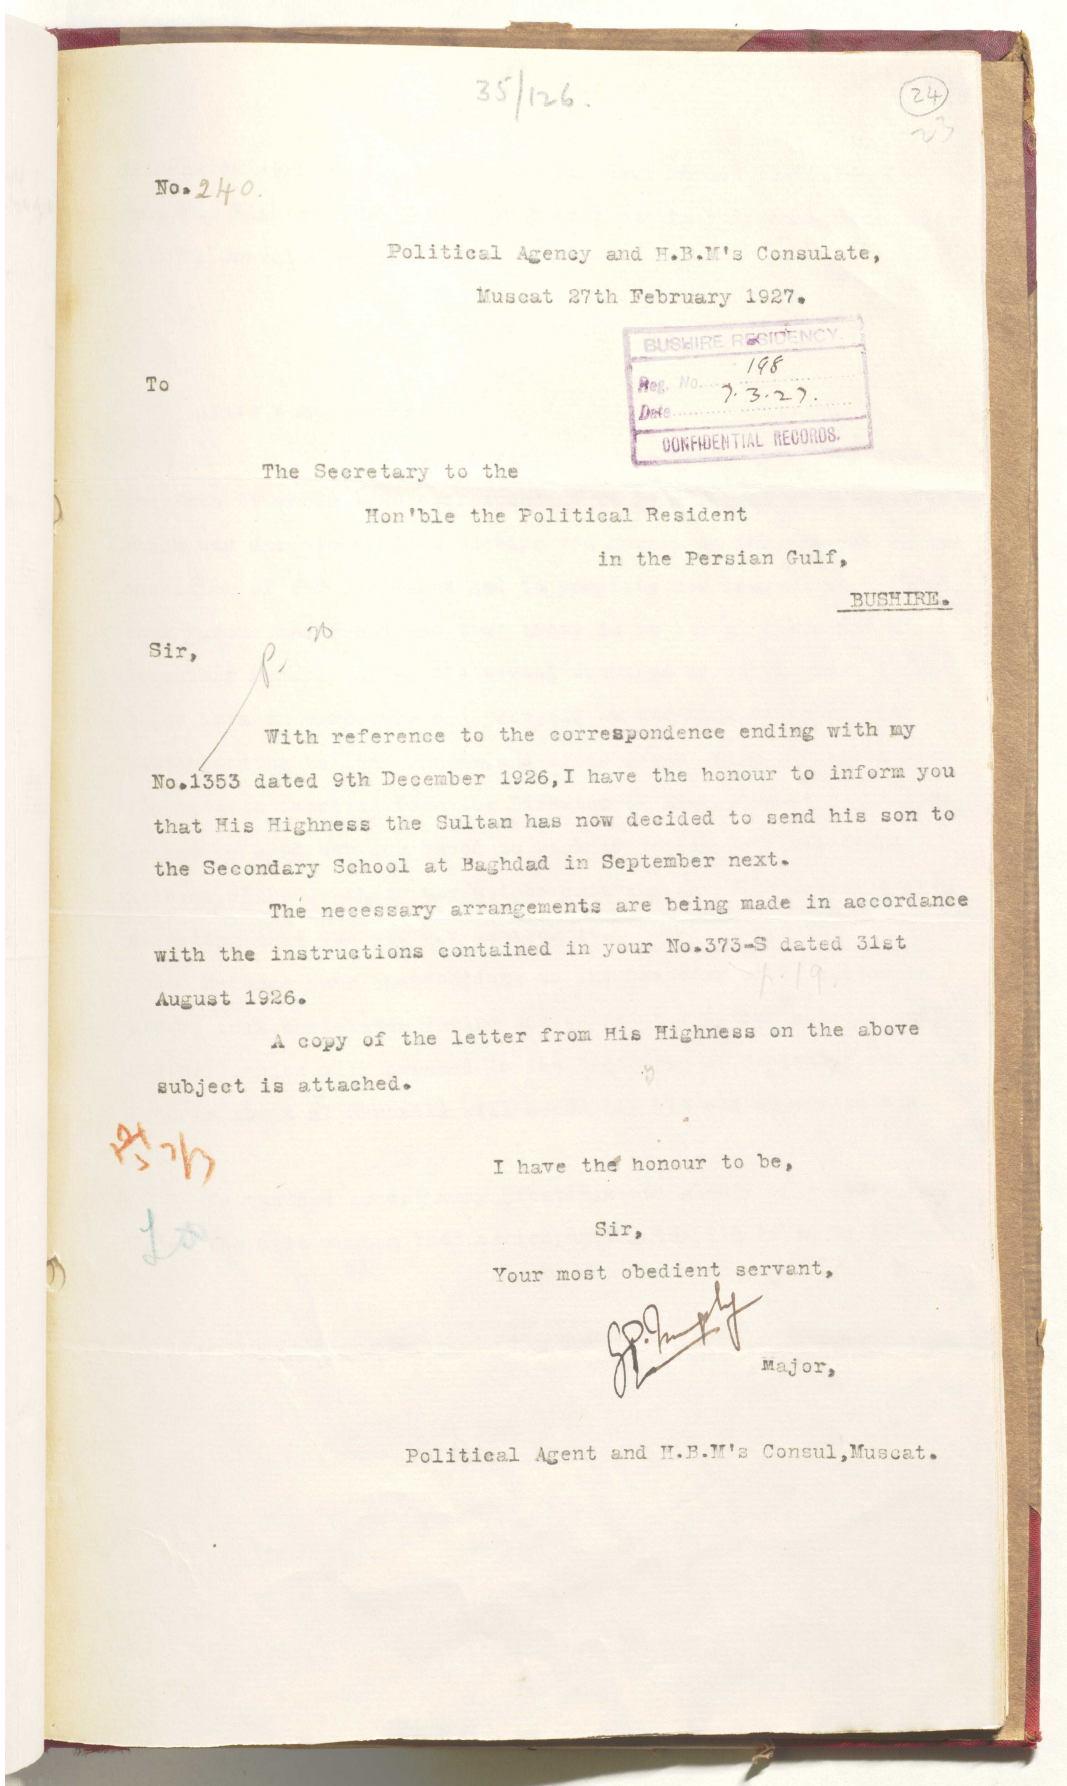 35/126.
24
23
No. 240.
Political Agency and H.B.M's Consulate,
Muscat 27th February 1927.
BUSHIRE RESIDENCY.
Reg. No. 198
Date 7.3.27.
CONFIDENTIAL RECORDS.
To
The Secretary to the
Hon'ble the Political Resident
in the Persian Gulf,
BUSHIRE.
p. 20
Sir,
With reference to the correspondence ending with my
No.1353 dated 9th December 1926,I have the honour to inform you
that His Highness the Sultan has now decided to send his son to
the Secondary School at Baghdad in September next.
The necessary arrangements are being made in accordance
with the instructions contained in your No.373-S dated 31st
p.19.
August 1926.
A copy of the letter from His Highness on the above
subject is attached.
7/3
I have the honour to be,
Sir,
Your most obedient servant,
Major,
Political Agent and H.B.M's Consul,Muscat.